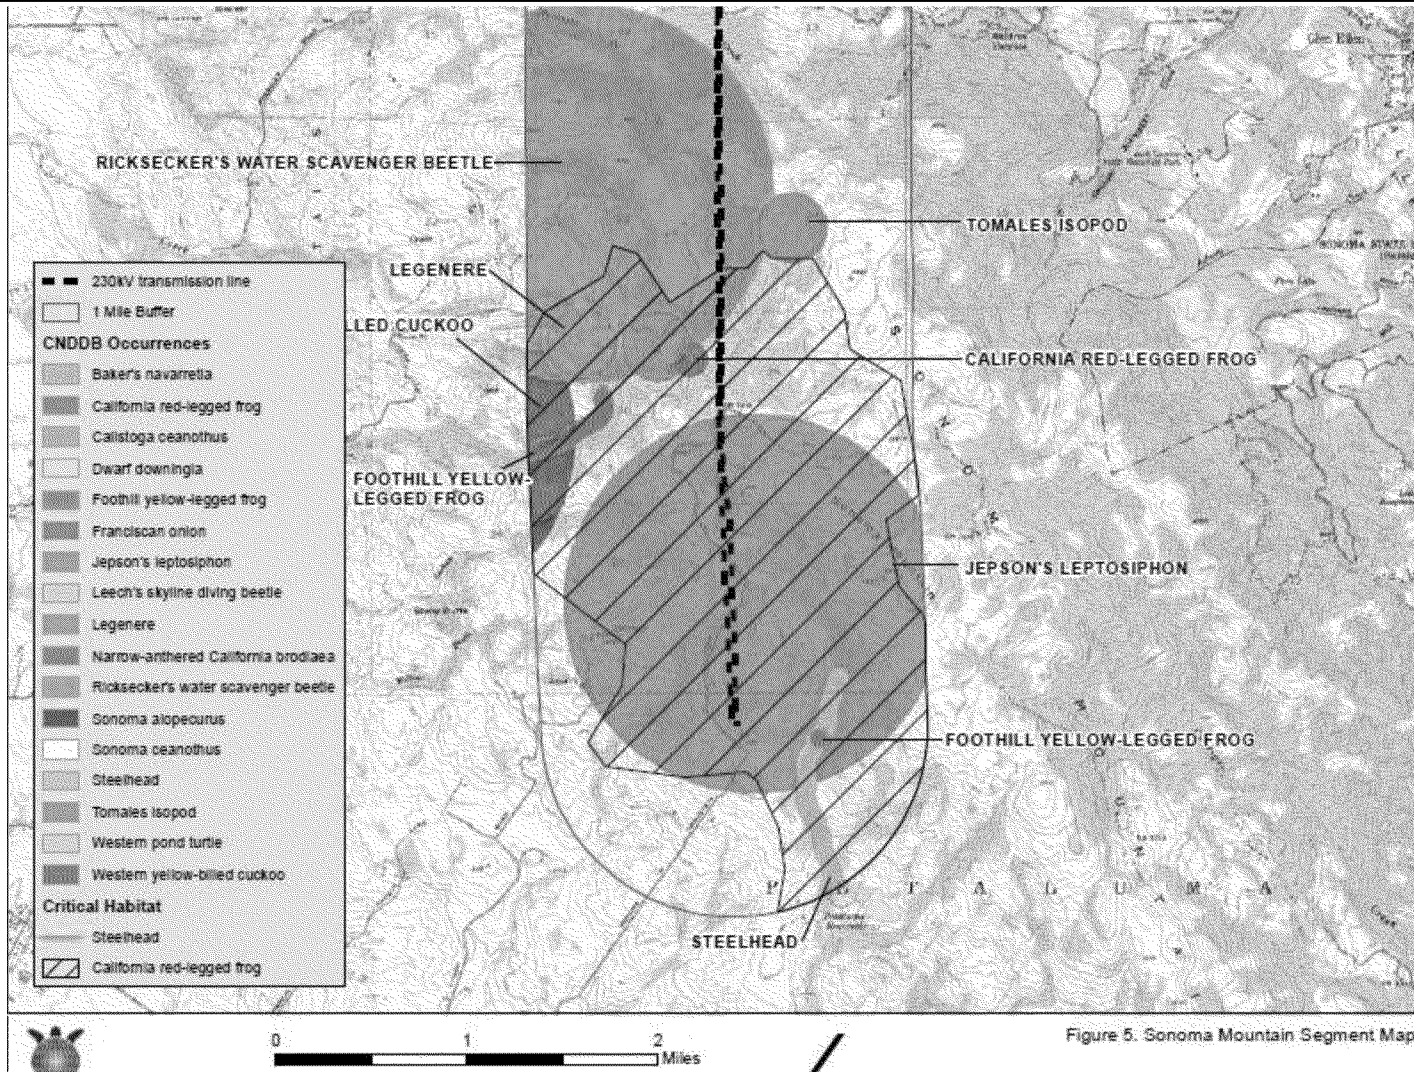 Glen Ellen
RICKSECKER'S WATER SCAVENGER BEETLE
TOMALES ISOPOD
SONOMA STATE
LEGENERE
LLED CUCKOO
CALIFORNIA RED-LEGGED FROG
FOOTHILL YELLOW-
LEGGED FROG
JEPSON'S LEPTOSIPHON
FOOTHILL YELLOW-LEGGED FROG
P E T A L U M A
STEELHEAD
230kV transmission line
1 Mile Buffer
CNDDB Occurrences
Baker's navarretia
California red-legged frog
Calistoga ceanothus
Dwarf downingia
Foothill yellow-legged frog
Franciscan onion
Jepson's leptosiphon
Leech's skyline diving beetle
Legenere
Narrow-anthered California brodiaea
Ricksecker's water scavenger beetle
Sonoma alopecurus
Sonoma ceanothus
Steelhead
Tomales isopod
Western pond turtle
Western yellow-billed cuckoo
Critical Habitat
Steelhead
California red-legged frog
0 1 2
Miles
Figure 5. Sonoma Mountain Segment Map